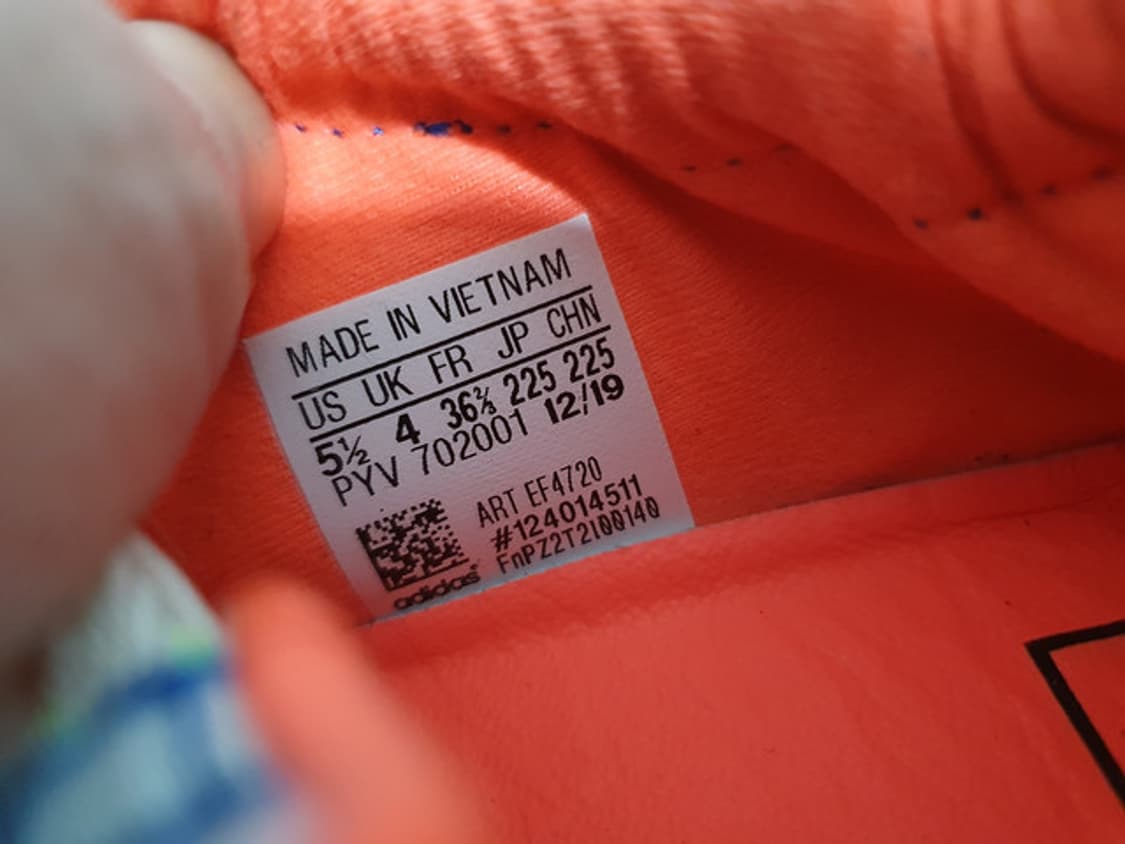 MADE IN VIETNAM
US UK FR JP CHN
5½ 4 36⅔ 225 225
PYV 702001 12/19
ART EF4720
#124014511
FnPZ2T2I00140
adidas